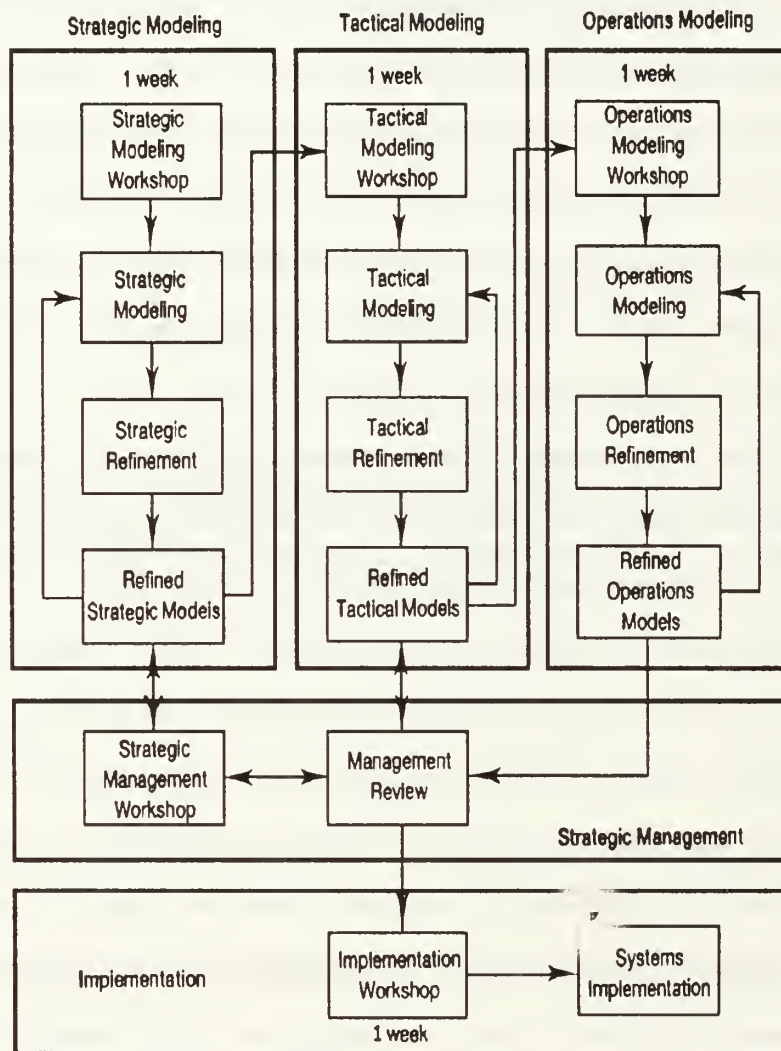 Strategic Modeling
Tactical Modeling
Operations Modeling
1 week
Strategic
Modeling
Workshop
Strategic
Modeling
Strategic
Refinement
Refined
Strategic Models
1 week
Tactical
Modeling
Workshop
Tactical
Modeling
Tactical
Refinement
Refined
Tactical Models
1 week
Operations
Modeling
Workshop
Operations
Modeling
Operations
Refinement
Refined
Operations
Models
Strategic
Management
Workshop
Management
Review
Strategic Management
Implementation
Implementation
Workshop
1 week
Systems
Implementation